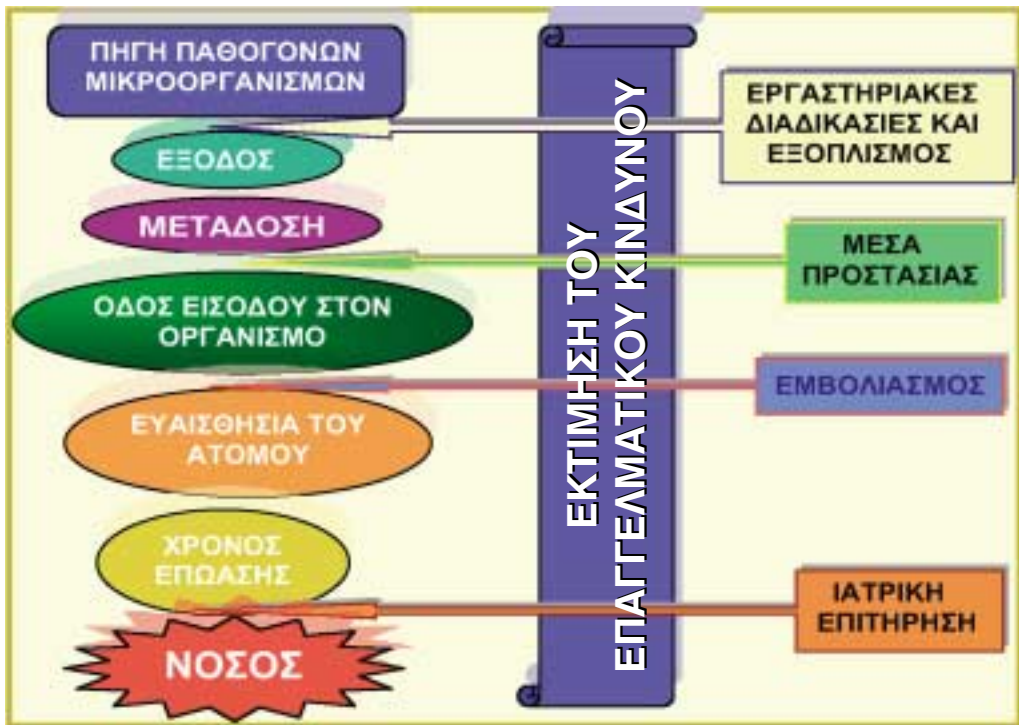 ΠΗΓΗ ΠΑΘΟΓΟΝΩΝ
ΜΙΚΡΟΟΡΓΑΝΙΣΜΩΝ
ΕΞΟΔΟΣ
ΜΕΤΑΔΟΣΗ
ΟΔΟΣ ΕΙΣΟΔΟΥ ΣΤΟΝ
ΟΡΓΑΝΙΣΜΟ
ΕΥΑΙΣΘΗΣΙΑ ΤΟΥ
ΑΤΟΜΟΥ
ΧΡΟΝΟΣ
ΕΠΩΑΣΗΣ
ΝΟΣΟΣ
ΕΚΤΙΜΗΣΗ ΤΟΥ
ΕΠΑΓΓΕΛΜΑΤΙΚΟΥ ΚΙΝΔΥΝΟΥ
ΕΡΓΑΣΤΗΡΙΑΚΕΣ
ΔΙΑΔΙΚΑΣΙΕΣ ΚΑΙ
ΕΞΟΠΛΙΣΜΟΣ
ΜΕΣΑ
ΠΡΟΣΤΑΣΙΑΣ
ΕΜΒΟΛΙΑΣΜΟΣ
ΙΑΤΡΙΚΗ
ΕΠΙΤΗΡΗΣΗ